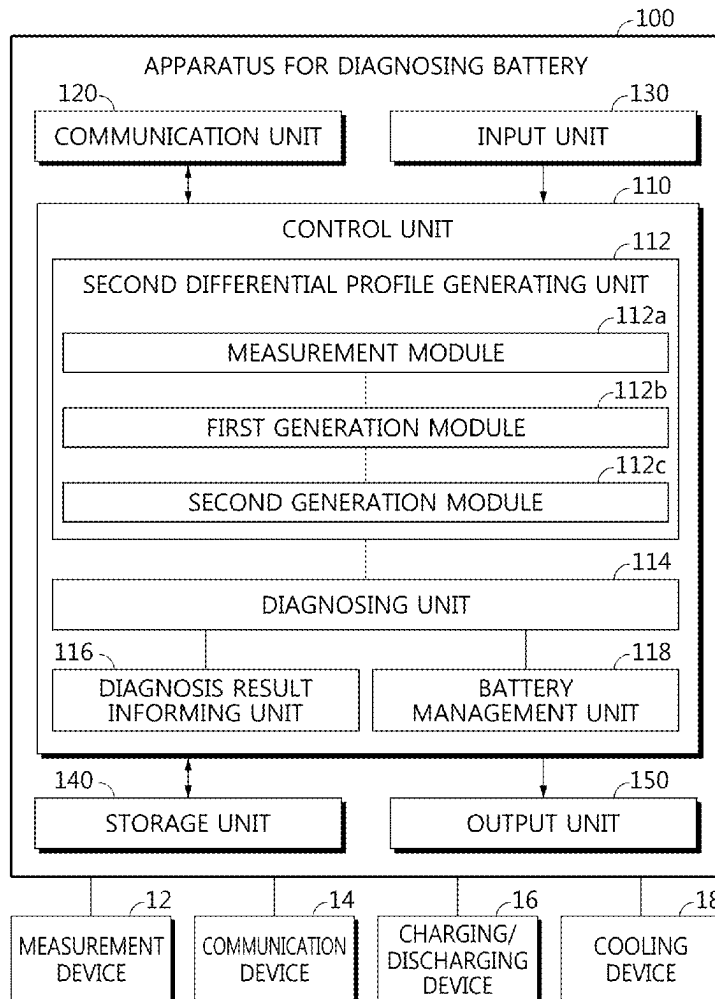 100
APPARATUS FOR DIAGNOSING BATTERY
120
130
COMMUNICATION UNIT
INPUT UNIT
110
CONTROL UNIT
112
SECOND DIFFERENTIAL PROFILE GENERATING UNIT
112a
MEASUREMENT MODULE
112b
FIRST GENERATION MODULE
112c
SECOND GENERATION MODULE
114
DIAGNOSING UNIT
116
118
DIAGNOSIS RESULT
INFORMING UNIT
BATTERY
MANAGEMENT UNIT
140
150
STORAGE UNIT
OUTPUT UNIT
12
14
16
18
MEASUREMENT
DEVICE
COMMUNICATION
DEVICE
CHARGING/
DISCHARGING
DEVICE
COOLING
DEVICE